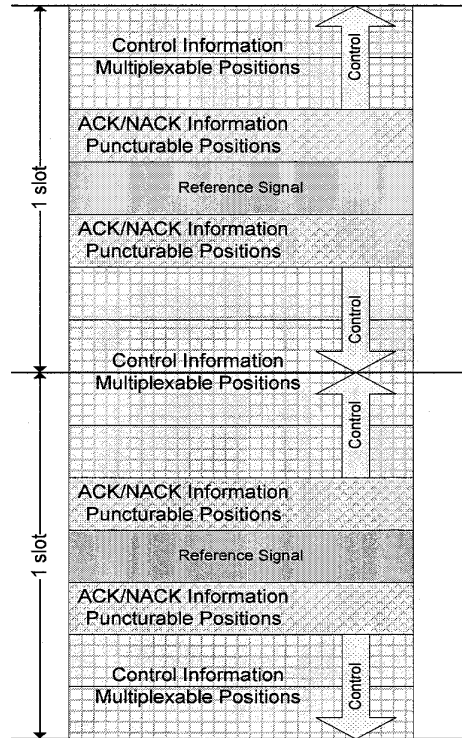 Control Information
Multiplexable Positions
Control
ACK/NACK Information
Puncturable Positions
1 slot
Reference Signal
ACK/NACK Information
Puncturable Positions
Control
Control Information
Multiplexable Positions
Control
ACK/NACK Information
Puncturable Positions
1 slot
Reference Signal
ACK/NACK Information
Puncturable Positions
Control Information
Multiplexable Positions
Control